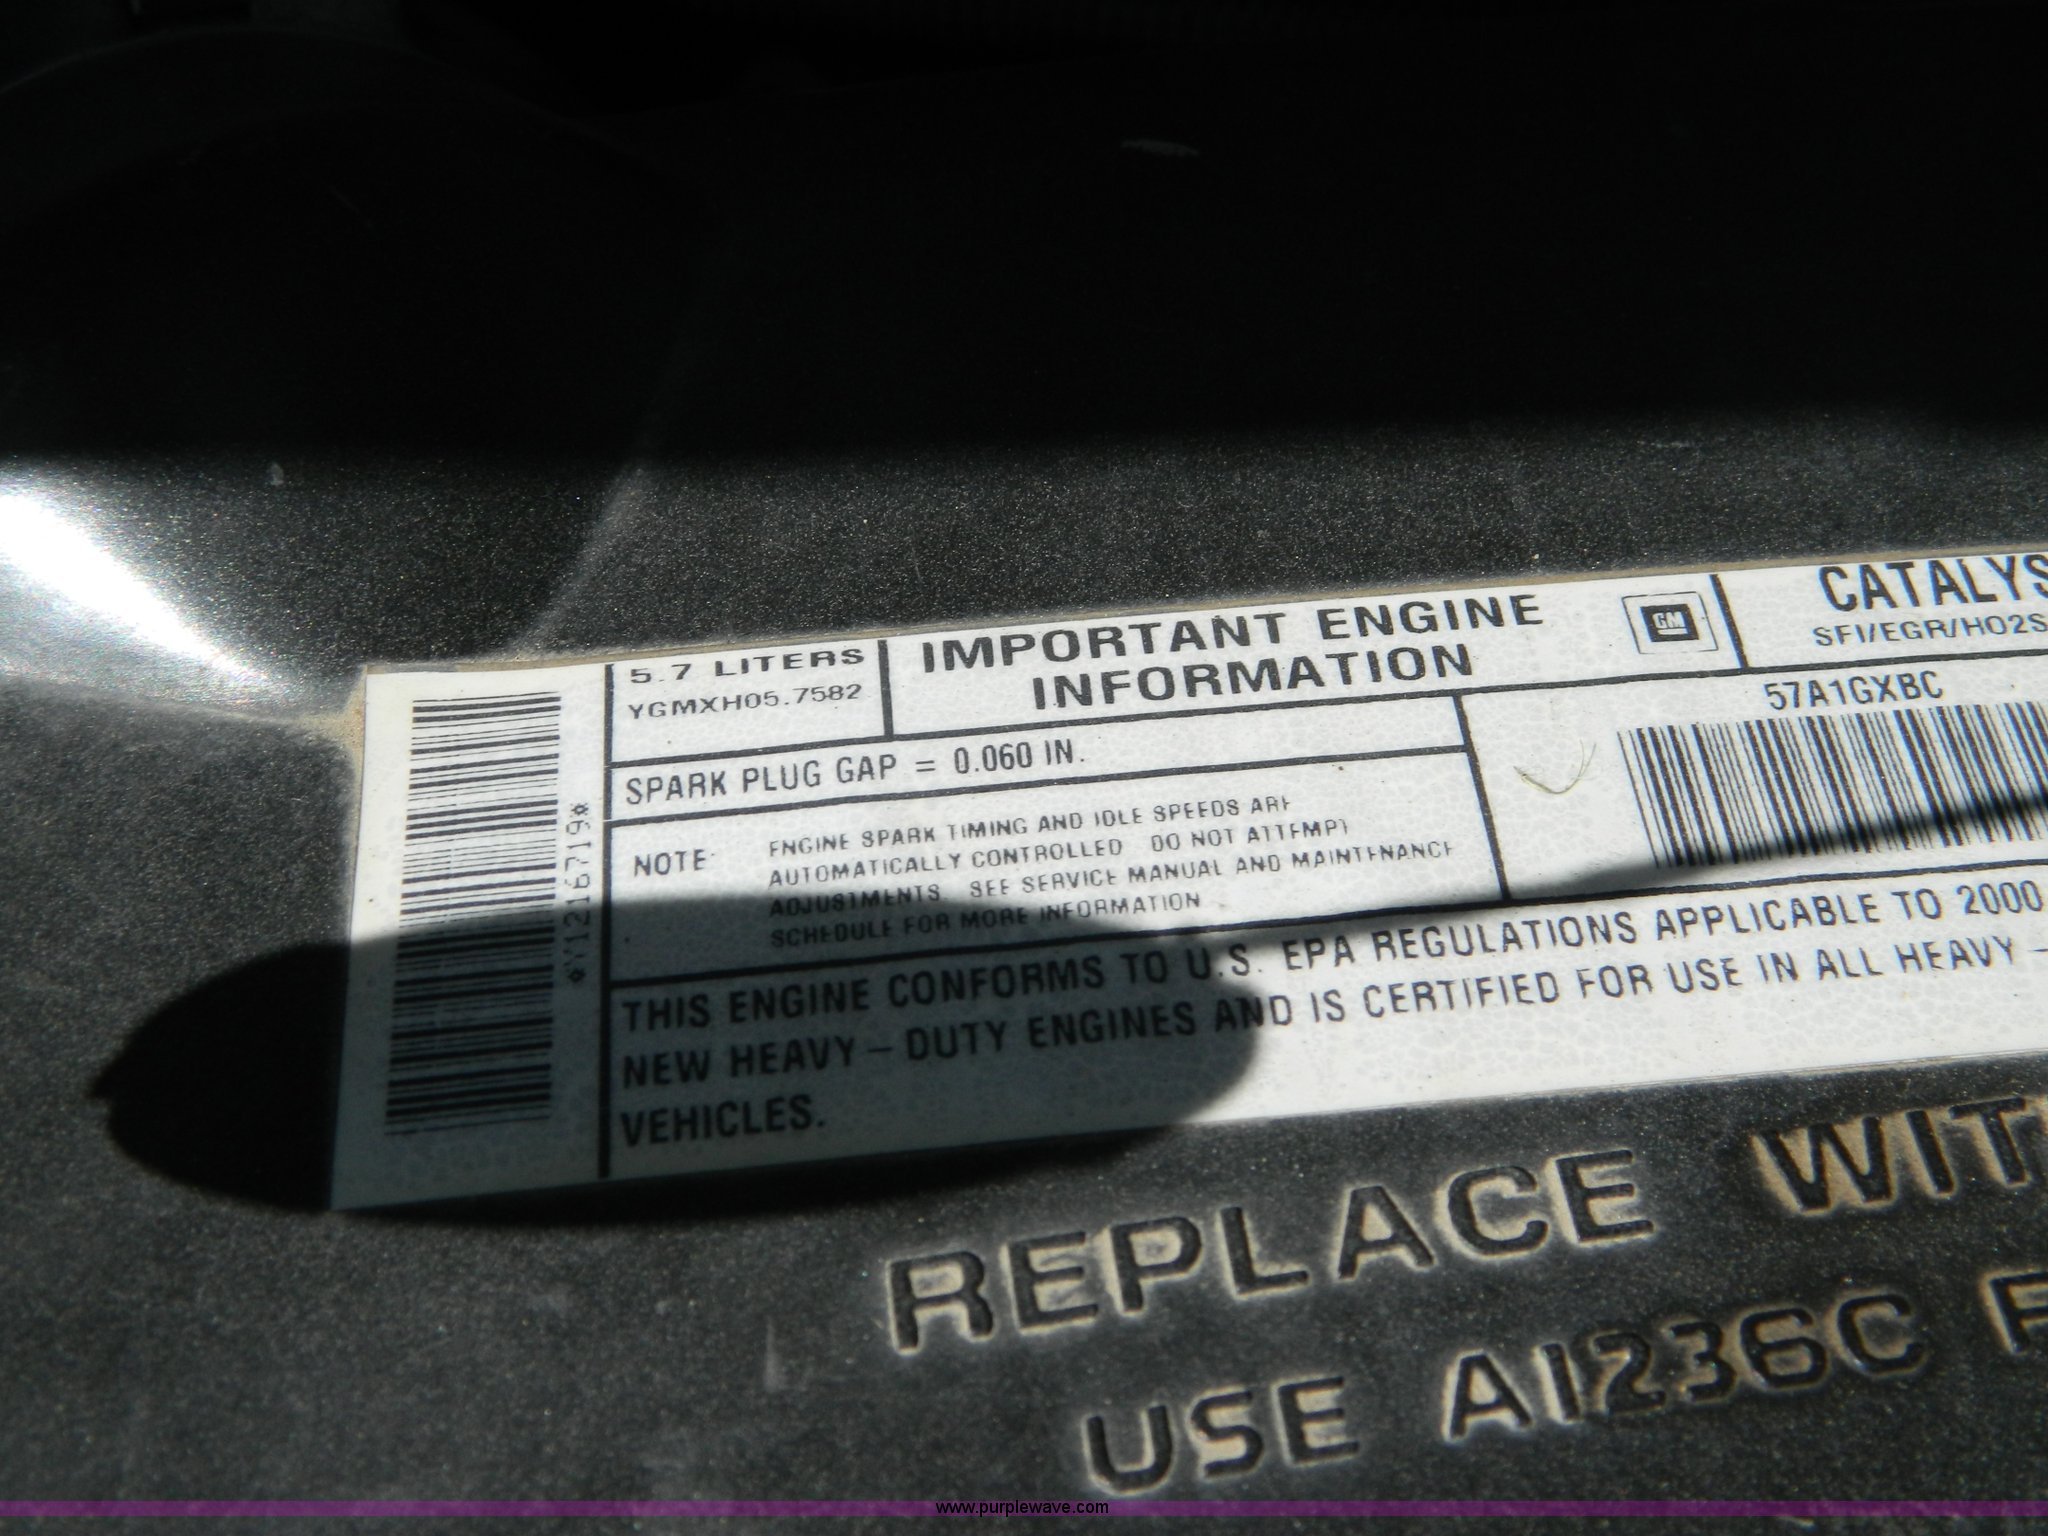 5.7 LITERS
YGMXH05.7582
IMPORTANT ENGINE
INFORMATION
GM
CATALYS
SFI/EGR/HO2S
57A1GXBC
SPARK PLUG GAP = 0.060 IN.
NOTE:
ENGINE SPARK TIMING AND IDLE SPEEDS ARE
AUTOMATICALLY CONTROLLED DO NOT ATTEMPT
ADJUSTMENTS. SEE SERVICE MANUAL AND MAINTENANCE
SCHEDULE FOR MORE INFORMATION
*Y1216719*
THIS ENGINE CONFORMS TO U.S. EPA REGULATIONS APPLICABLE TO 2000
NEW HEAVY-DUTY ENGINES AND IS CERTIFIED FOR USE IN ALL HEAVY-
VEHICLES.
REPLACE WIT
USE A1236C
www.purplewave.com